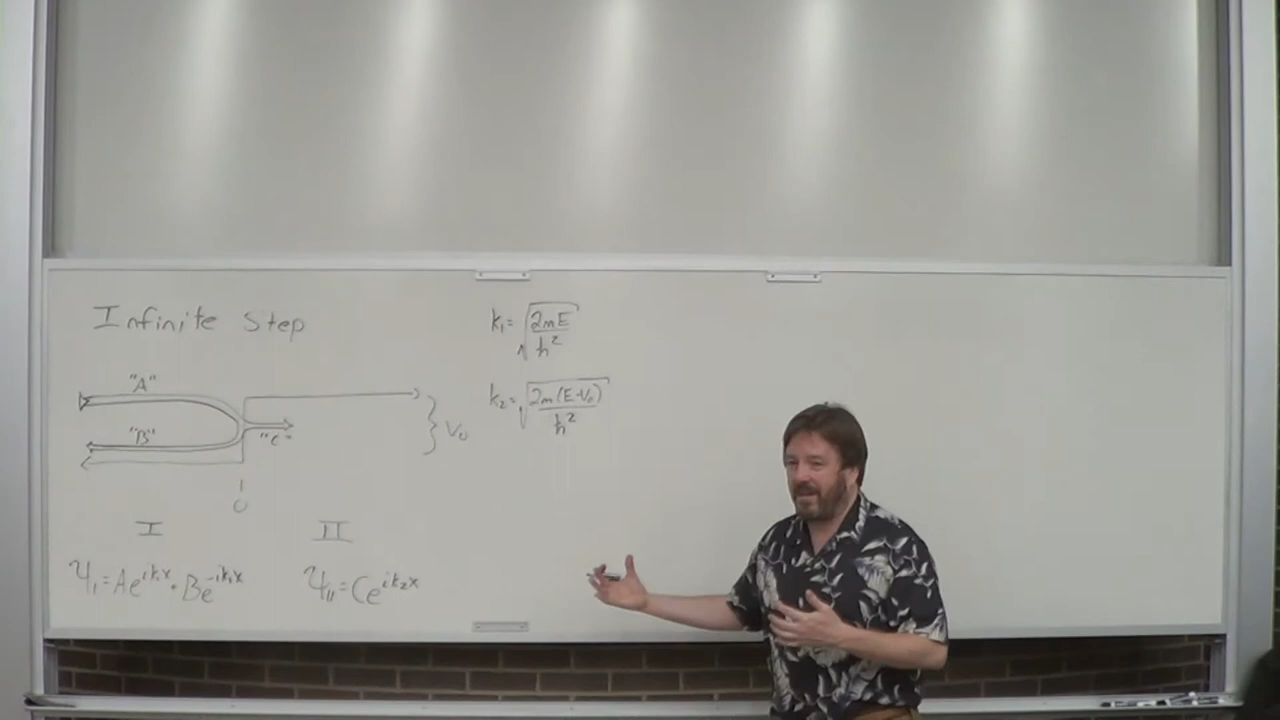 Infinite Step
"A"
"B"
"C"
V₀
0
I
II
ψ_I = Ae^{ik₁x} + Be^{-ik₁x}
ψ_II = Ce^{ik₂x}
k₁ = √(2mE/ħ²)
k₂ = √(2m(E-V₀)/ħ²)